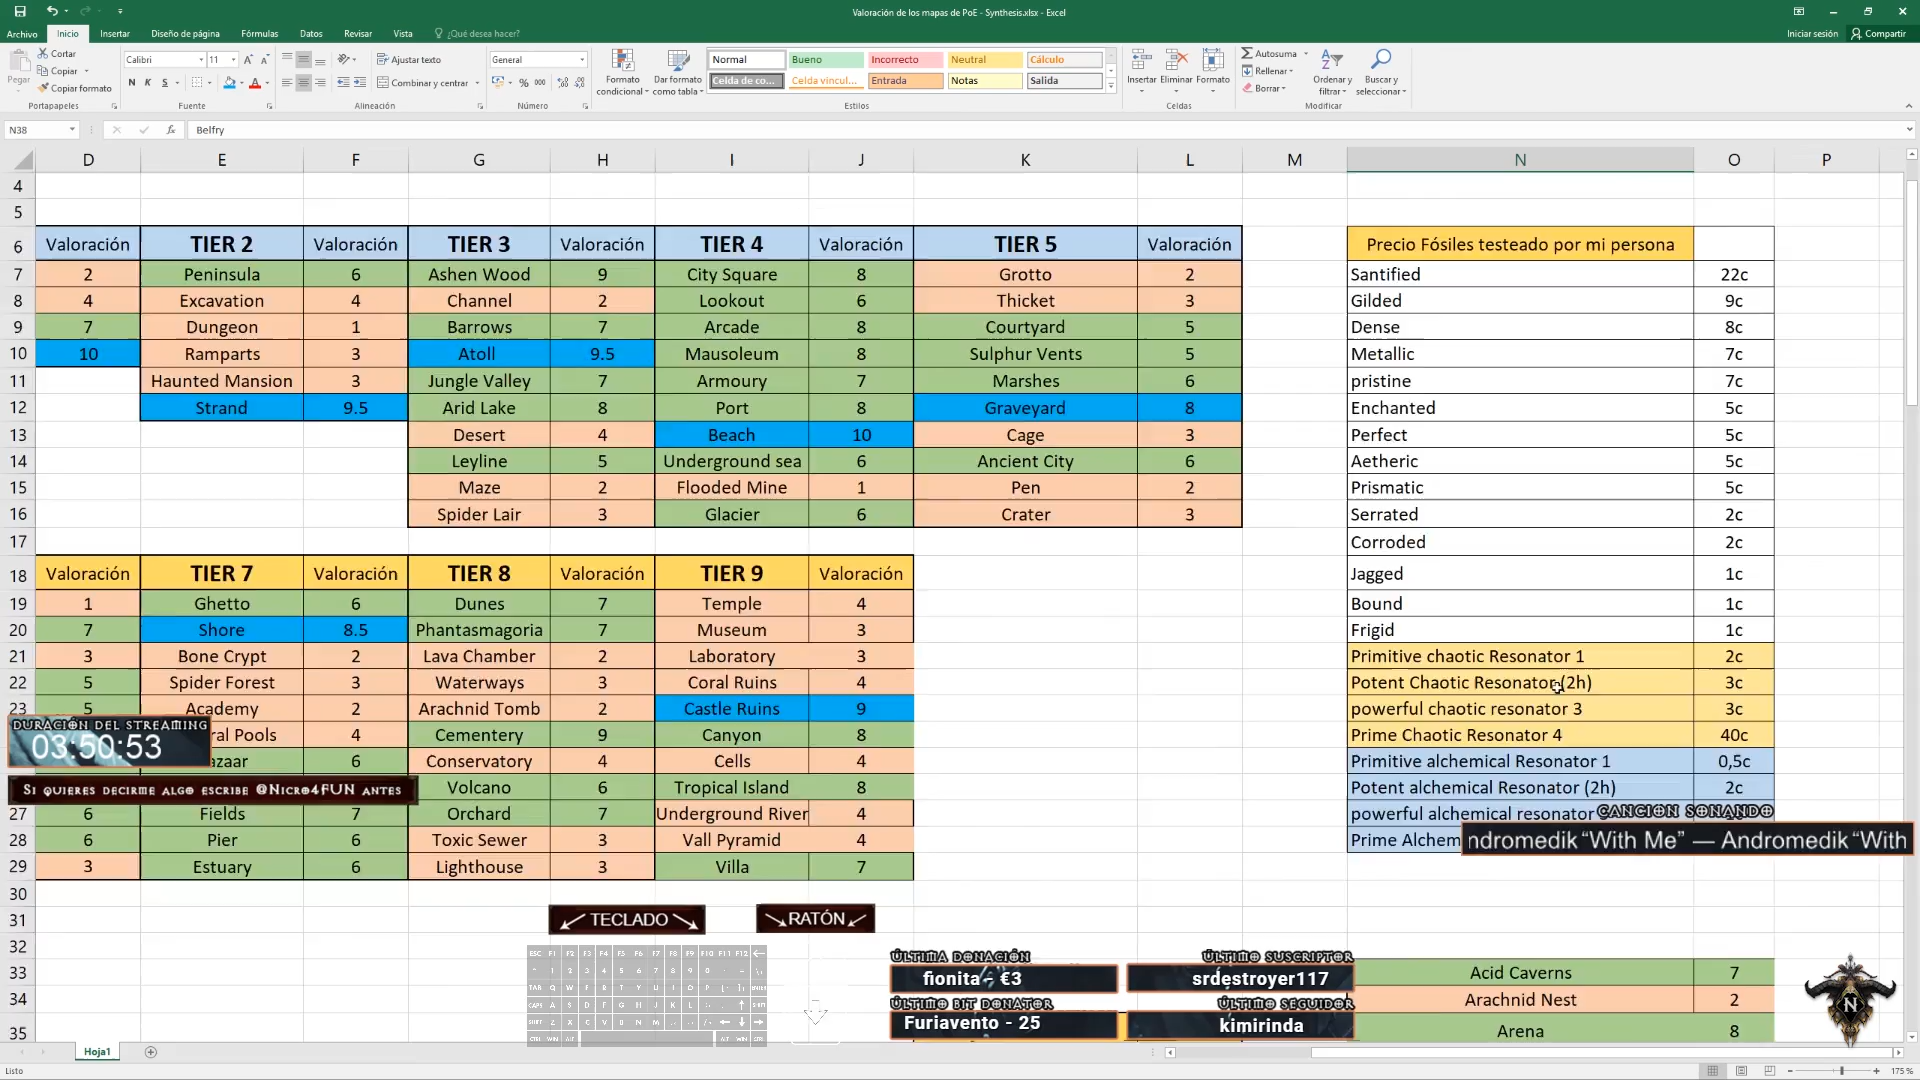 Valoración de los mapas de PoE - Synthesis.xlsx - Excel
Archivo Inicio Insertar Diseño de página Fórmulas Datos Revisar Vista ¿Qué desea hacer? Iniciar sesión Compartir
Pegar Cortar Copiar Copiar formato Portapapeles
Calibri 11 N K S Fuente
Ajustar texto Combinar y centrar Alineación
General % 000 Número
Formato condicional Dar formato como tabla
Normal Bueno Incorrecto Neutral Cálculo
Celda de co... Celda vincul... Entrada Notas Salida
Estilos
Insertar Eliminar Formato Celdas
Autosuma Rellenar Borrar Ordenar y filtrar Buscar y seleccionar Modificar
N38 fx Belfry
D E F G H I J K L M N O P
4
5
6 Valoración TIER 2 Valoración TIER 3 Valoración TIER 4 Valoración TIER 5 Valoración Precio Fósiles testeado por mi persona
7 2 Peninsula 6 Ashen Wood 9 City Square 8 Grotto 2 Santified 22c
8 4 Excavation 4 Channel 2 Lookout 6 Thicket 3 Gilded 9c
9 7 Dungeon 1 Barrows 7 Arcade 8 Courtyard 5 Dense 8c
10 10 Ramparts 3 Atoll 9.5 Mausoleum 8 Sulphur Vents 5 Metallic 7c
11 Haunted Mansion 3 Jungle Valley 7 Armoury 7 Marshes 6 pristine 7c
12 Strand 9.5 Arid Lake 8 Port 8 Graveyard 8 Enchanted 5c
13 Desert 4 Beach 10 Cage 3 Perfect 5c
14 Leyline 5 Underground sea 6 Ancient City 6 Aetheric 5c
15 Maze 2 Flooded Mine 1 Pen 2 Prismatic 5c
16 Spider Lair 3 Glacier 6 Crater 3 Serrated 2c
17 Corroded 2c
18 Valoración TIER 7 Valoración TIER 8 Valoración TIER 9 Valoración Jagged 1c
19 1 Ghetto 6 Dunes 7 Temple 4 Bound 1c
20 7 Shore 8.5 Phantasmagoria 7 Museum 3 Frigid 1c
21 3 Bone Crypt 2 Lava Chamber 2 Laboratory 3 Primitive chaotic Resonator 1 2c
22 5 Spider Forest 3 Waterways 3 Coral Ruins 4 Potent Chaotic Resonator (2h) 3c
23 5 Academy 2 Arachnid Tomb 2 Castle Ruins 9 powerful chaotic resonator 3 3c
DURACIÓN DEL STREAMING
03:50:53
ral Pools 4 Cementery 9 Canyon 8 Prime Chaotic Resonator 4 40c
azaar 6 Conservatory 4 Cells 4 Primitive alchemical Resonator 1 0,5c
SI QUIERES DECIRME ALGO ESCRIBE @NICRO4FUN ANTES
Volcano 6 Tropical Island 8 Potent alchemical Resonator (2h) 2c
27 6 Fields 7 Orchard 7 Underground River 4 powerful alchemical resonator
CANCIÓN SONANDO
28 6 Pier 6 Toxic Sewer 3 Vall Pyramid 4 Prime Alchem
ndromedik “With Me” — Andromedik “With
29 3 Estuary 6 Lighthouse 3 Villa 7
30
31 TECLADO RATÓN
32
33 Acid Caverns 7
34 Arachnid Nest 2
35 Arena 8
ÚLTIMA DONACIÓN ÚLTIMO SUSCRIPTOR
fionita - €3 srdestroyer117
ÚLTIMO BIT DONATOR ÚLTIMO SEGUIDOR
Furiavento - 25 kimirinda
N
Hoja1
Listo 175 %